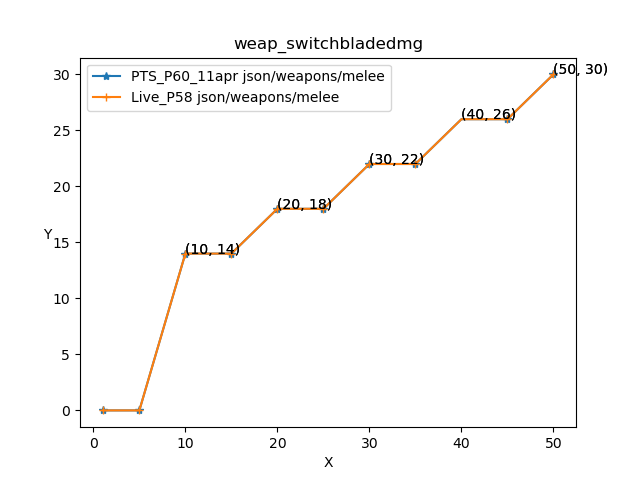 weap_switchbladedmg
PTS_P60_11apr json/weapons/melee
Live_P58 json/weapons/melee
(50, 30)
(40, 26)
(30, 22)
(20, 18)
(10, 14)
30
25
20
15
10
5
0
Y
0 10 20 30 40 50
X